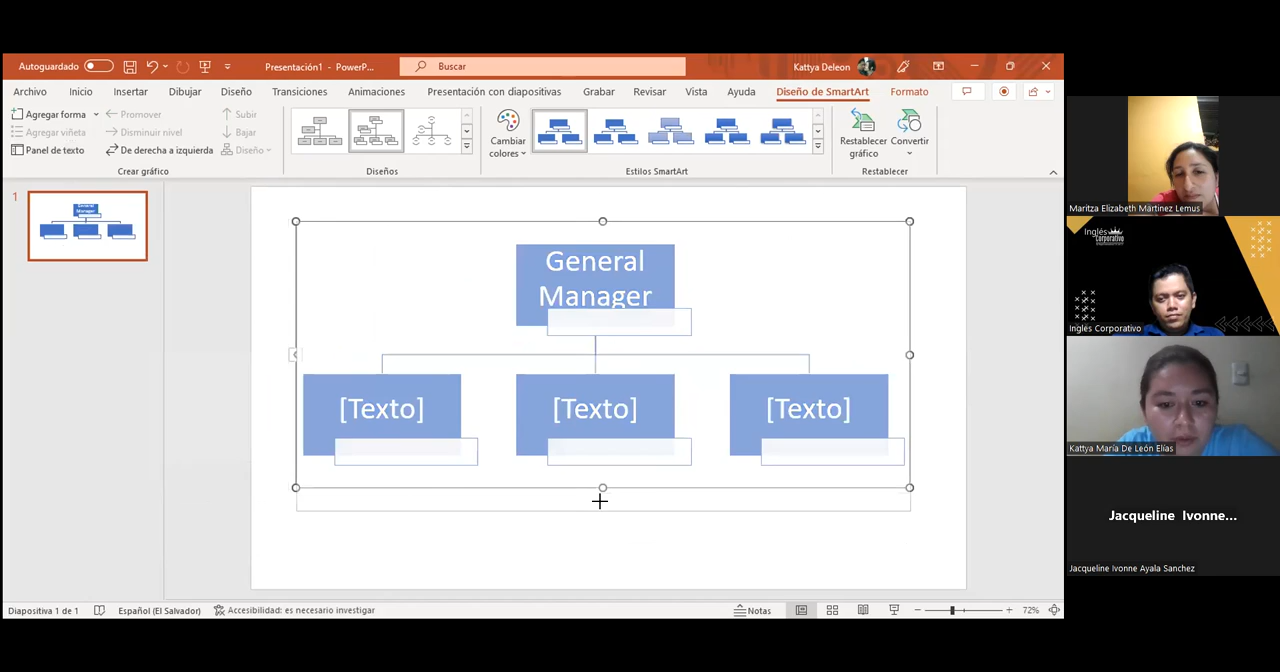 Autoguardado
Presentación1 - PowerP...
Buscar
Kattya Deleon
Archivo Inicio Insertar Dibujar Diseño Transiciones Animaciones Presentación con diapositivas Grabar Revisar Vista Ayuda Diseño de SmartArt Formato
Agregar forma Promover Subir
Agregar viñeta Disminuir nivel Bajar
Panel de texto De derecha a izquierda Diseño
Crear gráfico
Diseños
Cambiar
colores
Estilos SmartArt
Restablecer
gráfico
Convertir
Restablecer
1
General
Manager
General
Manager
[Texto] [Texto] [Texto]
Diapositiva 1 de 1 Español (El Salvador) Accesibilidad: es necesario investigar Notas 72%
Maritza Elizabeth Martinez Lemus
Inglés
corporativo
Inglés Corporativo
Kattya María De León Elías
Jacqueline Ivonne...
Jacqueline Ivonne Ayala Sanchez